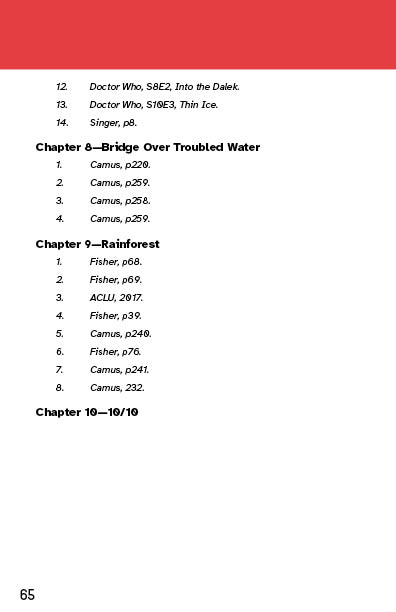 12. Doctor Who, S8E2, Into the Dalek.
13. Doctor Who, S10E3, Thin Ice.
14. Singer, p8.
Chapter 8—Bridge Over Troubled Water
1. Camus, p220.
2. Camus, p259.
3. Camus, p258.
4. Camus, p259.
Chapter 9—Rainforest
1. Fisher, p68.
2. Fisher, p69.
3. ACLU, 2017.
4. Fisher, p39.
5. Camus, p240.
6. Fisher, p76.
7. Camus, p241.
8. Camus, 232.
Chapter 10—10/10
65